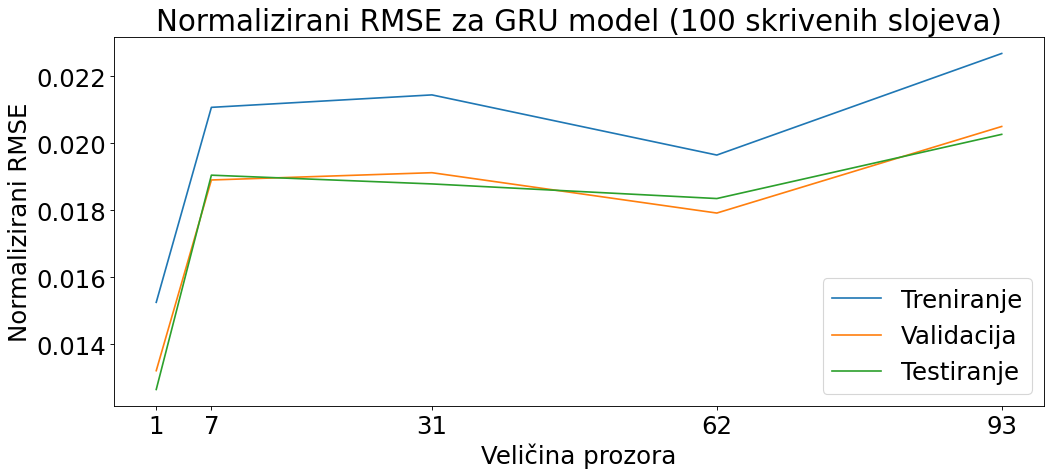 Normalizirani RMSE za GRU model (100 skrivenih slojeva)
Normalizirani RMSE
0.022
0.020
0.018
0.016
0.014
Treniranje
Validacija
Testiranje
1 7 31 62 93
Veličina prozora